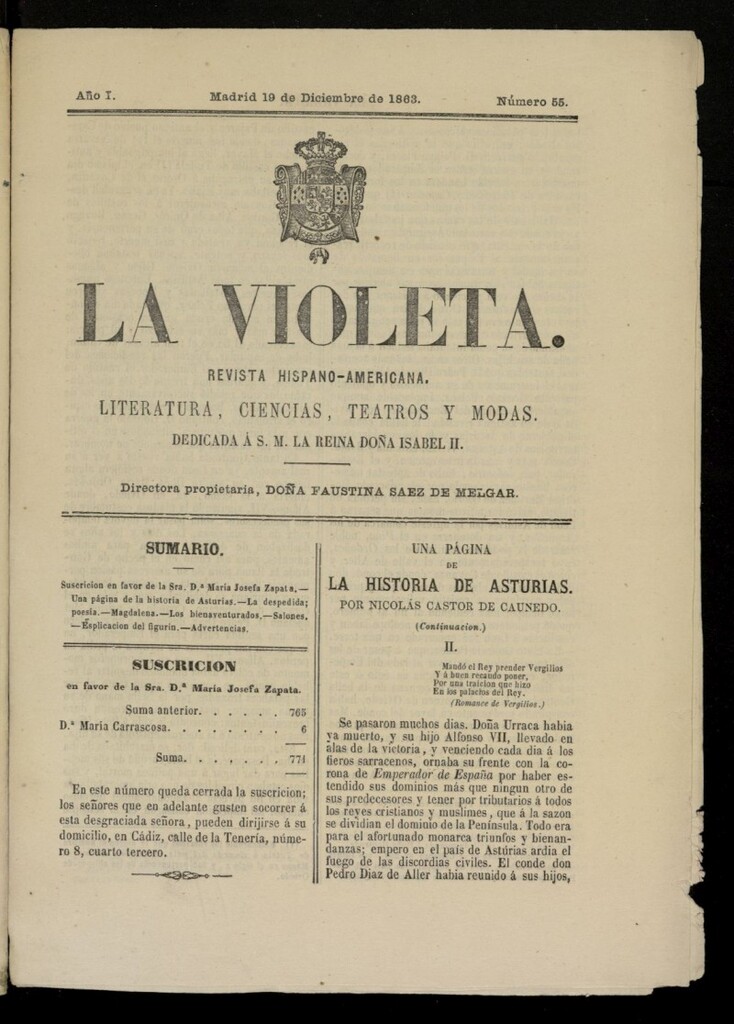 Año I.
Madrid 19 de Diciembre de 1863.
Número 55.
LA VIOLETA.
REVISTA HISPANO-AMERICANA.
LITERATURA, CIENCIAS, TEATROS Y MODAS.
DEDICADA Á S. M. LA REINA DOÑA ISABEL II.
Directora propietaria, DOÑA FAUSTINA SAEZ DE MELGAR.
SUMARIO.
Suscricion en favor de la Sra. D.ª Maria Josefa Zapata.—
Una página de la historia de Asturias.—La despedida;
poesía.—Magdalena.—Los bienaventurados.—Salones.
—Esplicacion del figurin.—Advertencias.
SUSCRICION
en favor de la Sra. D.ª María Josefa Zapata.
Suma anterior. . . . . . 765
D.ª Maria Carrascosa. . . . . . . . 6
Suma. . . . . . . 771
En este número queda cerrada la suscricion;
los señores que en adelante gusten socorrer á
esta desgraciada señora, pueden dirijirse á su
domicilio, en Cádiz, calle de la Tenería, núme-
ro 8, cuarto tercero.
UNA PÁGINA
DE
LA HISTORIA DE ASTURIAS.
POR NICOLÁS CASTOR DE CAUNEDO.
(Continuacion.)
II.
Mandó el Rey prender Vergilios
Y á buen recaudo poner,
Por una traicion que hizo
En los palacios del Rey.
(Romance de Vergilios.)
Se pasaron muchos dias. Doña Urraca habia
ya muerto, y su hijo Alfonso VII, llevado en
alas de la victoria, y venciendo cada dia á los
fieros sarracenos, ornaba su frente con la co-
rona de Emperador de España por haber es-
tendido sus dominios más que ningun otro de
sus predecesores y tener por tributarios á todos
los reyes cristianos y muslimes, que á la sazon
se dividian el dominio de la Península. Todo era
para el afortunado monarca triunfos y bienan-
danzas; empero en el país de Astúrias ardia el
fuego de las discordias civiles. El conde don
Pedro Diaz de Aller habia reunido á sus hijos,